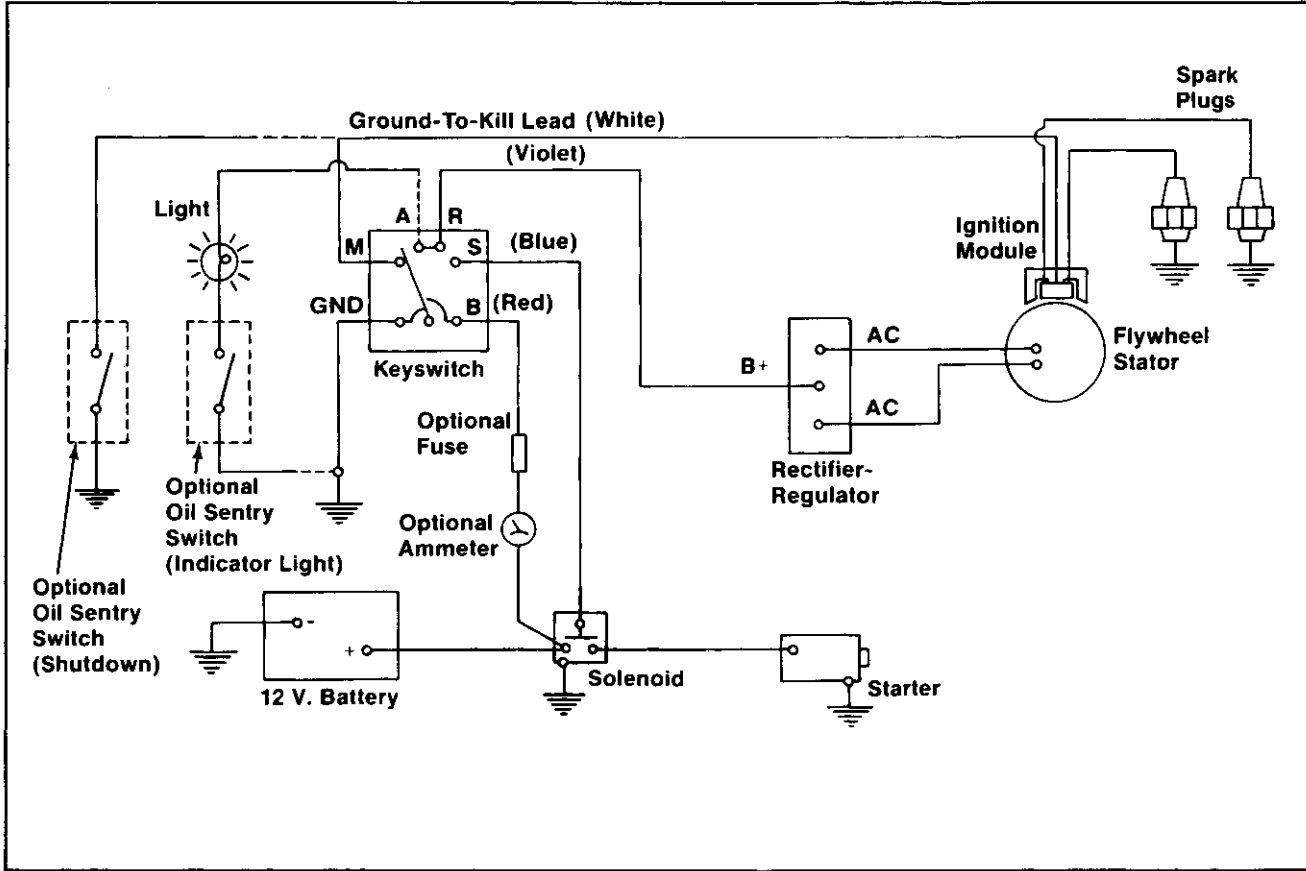 Spark
Plugs
Ground-To-Kill Lead (White)
(Violet)
Light
A
R
M
S
(Blue)
Ignition
Module
GND
B
(Red)
Keyswitch
AC
B+
AC
Flywheel
Stator
Optional
Fuse
Rectifier-
Regulator
Optional
Oil Sentry
Switch
(Indicator Light)
Optional
Ammeter
Optional
Oil Sentry
Switch
(Shutdown)
-
+
12 V. Battery
Solenoid
Starter